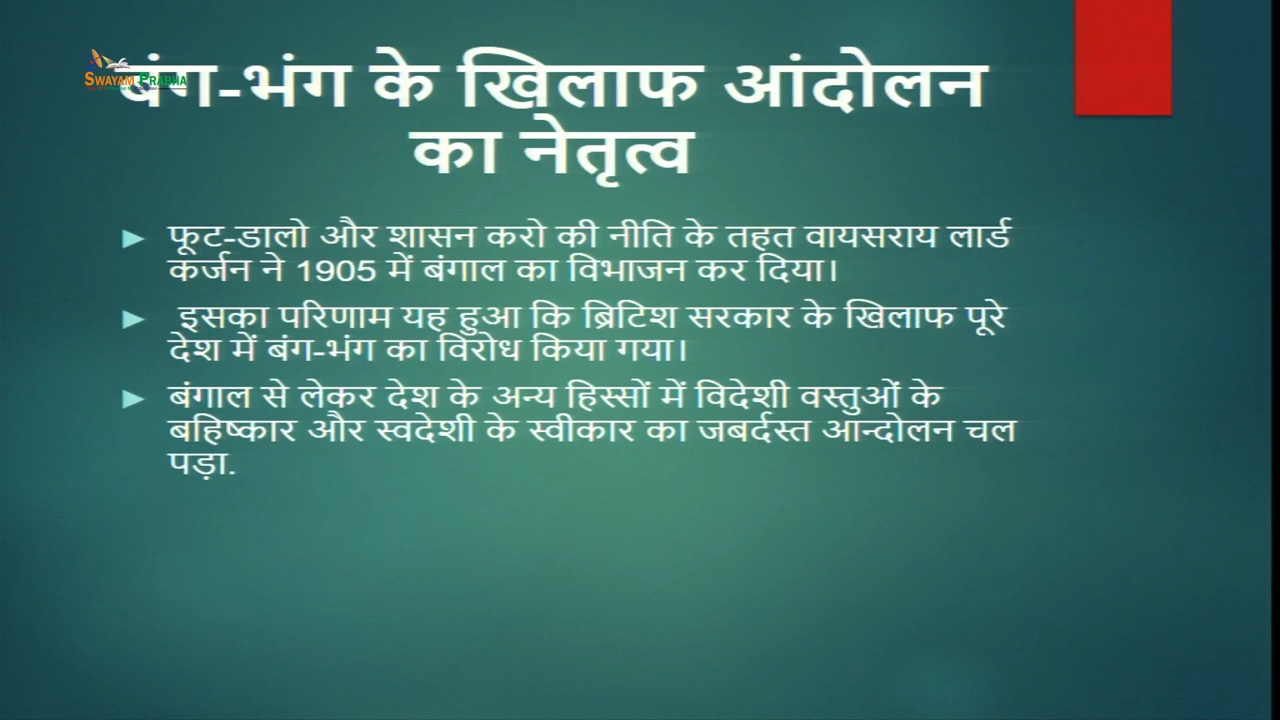 SWAYAM PRABHA
बंग-भंग के खिलाफ आंदोलन
का नेतृत्व
फूट-डालो और शासन करो की नीति के तहत वायसराय लार्ड
कर्जन ने 1905 में बंगाल का विभाजन कर दिया।
इसका परिणाम यह हुआ कि ब्रिटिश सरकार के खिलाफ पूरे
देश में बंग-भंग का विरोध किया गया।
बंगाल से लेकर देश के अन्य हिस्सों में विदेशी वस्तुओं के
बहिष्कार और स्वदेशी के स्वीकार का जबर्दस्त आन्दोलन चल
पड़ा.